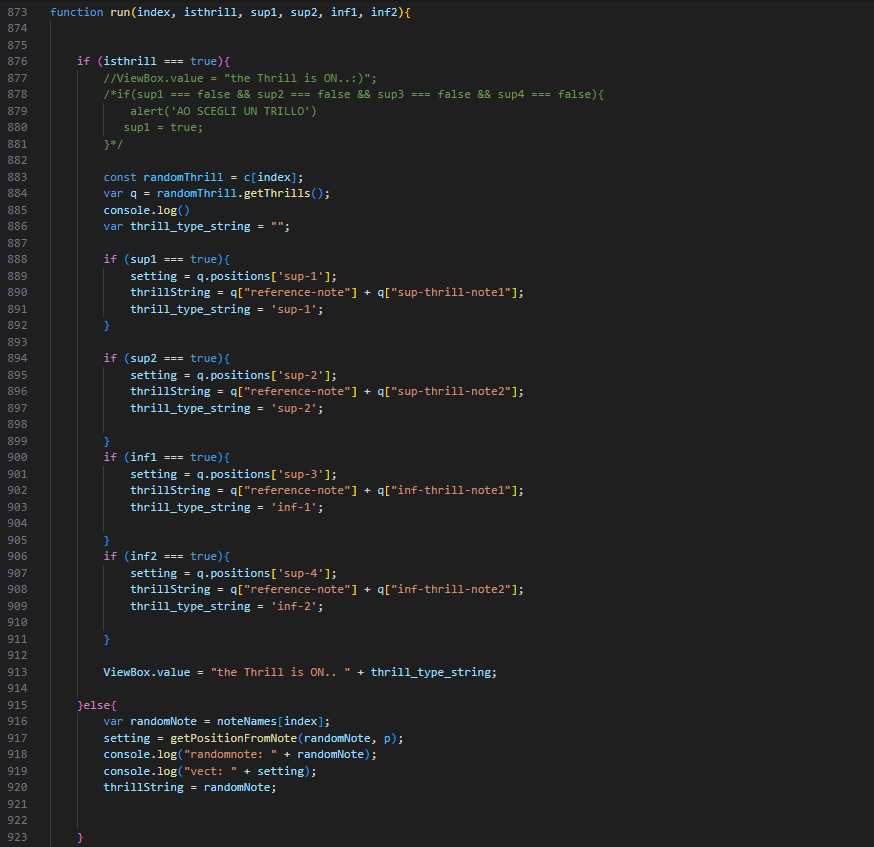 873 function run(index, isthrill, sup1, sup2, inf1, inf2){
874
875
876 if (isthrill === true){
877 //ViewBox.value = "the Thrill is ON..:)";
878 /*if(sup1 === false && sup2 === false && sup3 === false && sup4 === false){
879 alert('AO SCEGLI UN TRILLO')
880 sup1 = true;
881 }*/
882
883 const randomThrill = c[index];
884 var q = randomThrill.getThrills();
885 console.log()
886 var thrill_type_string = "";
887
888 if (sup1 === true){
889 setting = q.positions['sup-1'];
890 thrillString = q["reference-note"] + q["sup-thrill-note1"];
891 thrill_type_string = 'sup-1';
892 }
893
894 if (sup2 === true){
895 setting = q.positions['sup-2'];
896 thrillString = q["reference-note"] + q["sup-thrill-note2"];
897 thrill_type_string = 'sup-2';
898
899 }
900 if (inf1 === true){
901 setting = q.positions['sup-3'];
902 thrillString = q["reference-note"] + q["inf-thrill-note1"];
903 thrill_type_string = 'inf-1';
904
905 }
906 if (inf2 === true){
907 setting = q.positions['sup-4'];
908 thrillString = q["reference-note"] + q["inf-thrill-note2"];
909 thrill_type_string = 'inf-2';
910
911 }
912
913 ViewBox.value = "the Thrill is ON.. " + thrill_type_string;
914
915 }else{
916 var randomNote = noteNames[index];
917 setting = getPositionFromNote(randomNote, p);
918 console.log("randomnote: " + randomNote);
919 console.log("vect: " + setting);
920 thrillString = randomNote;
921
922
923 }